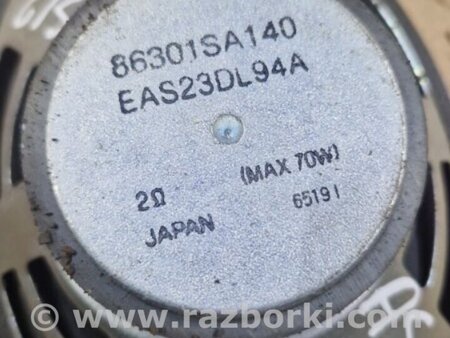 86301SA140
EAS23DL94A
2Ω (MAX 70W)
JAPAN 65191
www.razborki.com